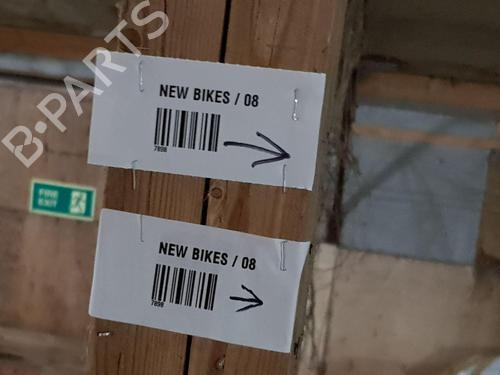 B-PARTS
NEW BIKES / 08
7898
FIRE
EXIT
NEW BIKES / 08
7898